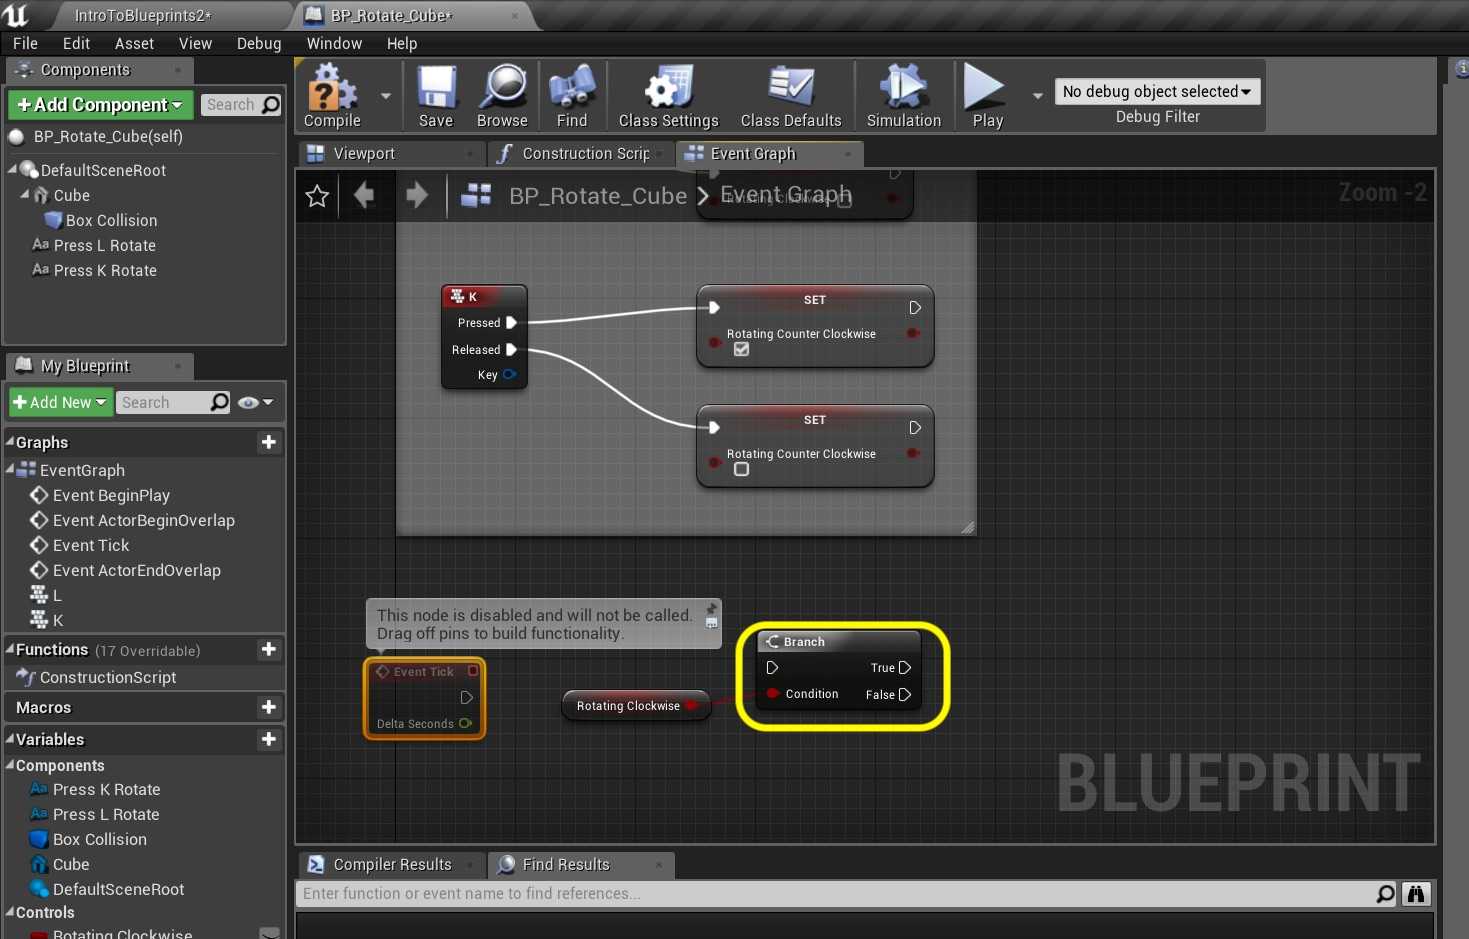 IntroToBlueprints2*
BP_Rotate_Cube*
File Edit Asset View Debug Window Help
Components
+Add Component
Search
BP_Rotate_Cube(self)
DefaultSceneRoot
Cube
Box Collision
Aa Press L Rotate
Aa Press K Rotate
My Blueprint
+Add New
Search
Graphs
EventGraph
Event BeginPlay
Event ActorBeginOverlap
Event Tick
Event ActorEndOverlap
L
K
Functions (17 Overridable)
ConstructionScript
Macros
Variables
Components
Aa Press K Rotate
Aa Press L Rotate
Box Collision
Cube
DefaultSceneRoot
Controls
Rotating Clockwise
Compile
Save
Browse
Find
Class Settings
Class Defaults
Simulation
Play
No debug object selected
Debug Filter
Viewport
Construction Scrip
Event Graph
BP_Rotate_Cube > Event Graph
Zoom -2
Rotating Clockwise
K
Pressed
Released
Key
SET
Rotating Counter Clockwise
SET
Rotating Counter Clockwise
This node is disabled and will not be called.
Drag off pins to build functionality.
Event Tick
Delta Seconds
Rotating Clockwise
Branch
True
Condition
False
BLUEPRINT
Compiler Results
Find Results
Enter function or event name to find references...